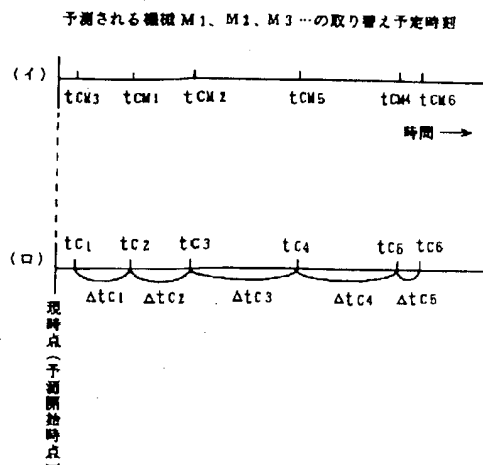 予測される機械M1、M2、M3…の取り替え予定時刻
(イ)
tCM3 tCM1 tCM2 tCM5 tCM4 tCM6
時間 →
(ロ)
tC1 tC2 tC3 tC4 tC5 tC6
ΔtC1 ΔtC2 ΔtC3 ΔtC4 ΔtC5
現時点(予測開始時点)